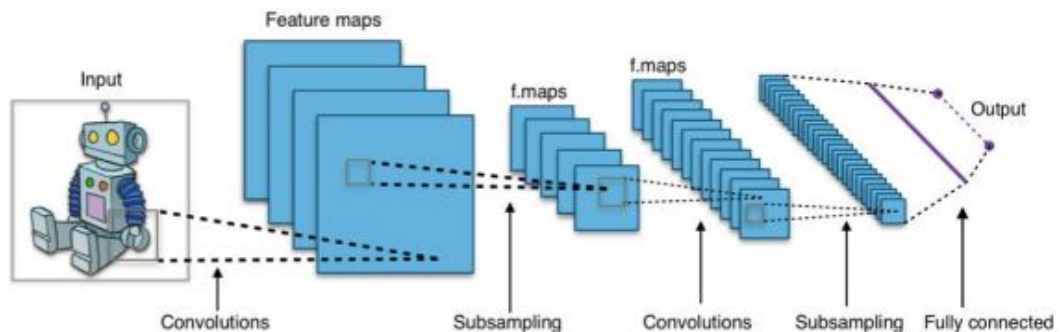 Feature maps
Input
f.maps
f.maps
Output
Convolutions
Subsampling
Convolutions
Subsampling
Fully connected